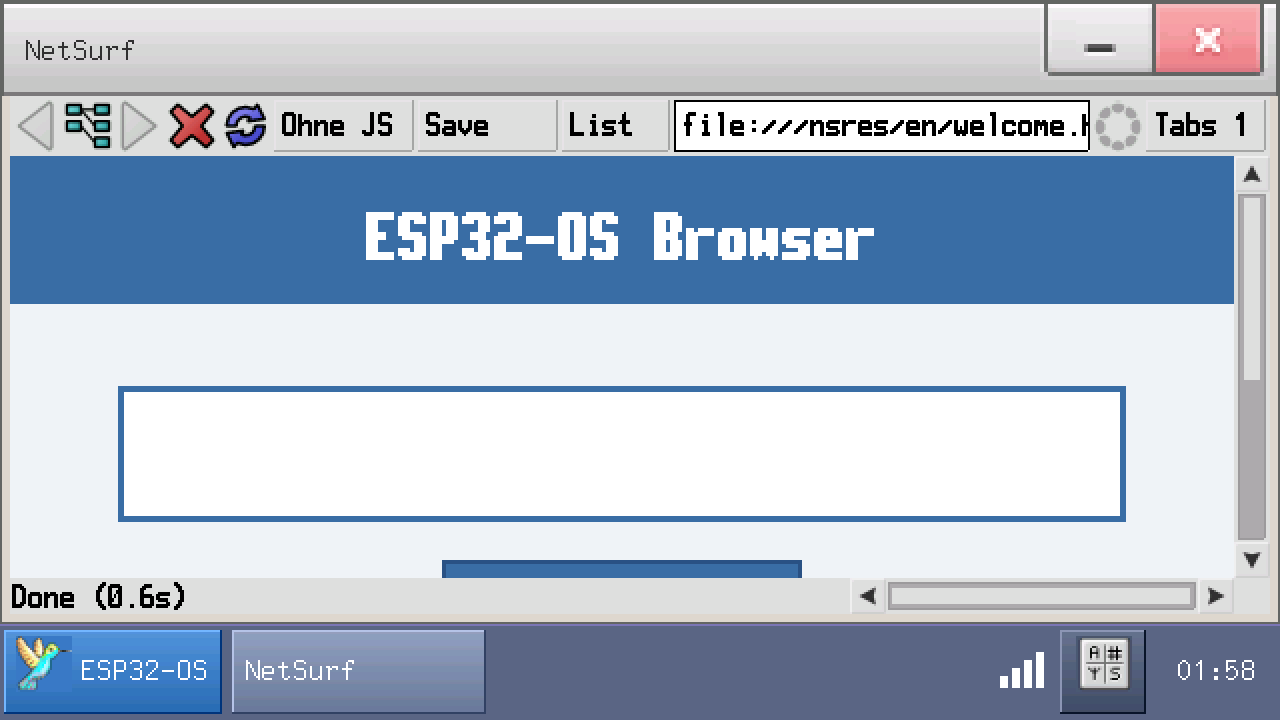 NetSurf
Ohne JS Save List file:///nsres/en/welcome. Tabs 1
ESP32-OS Browser
Done (0.6s)
ESP32-OS NetSurf A # Y S 01:58